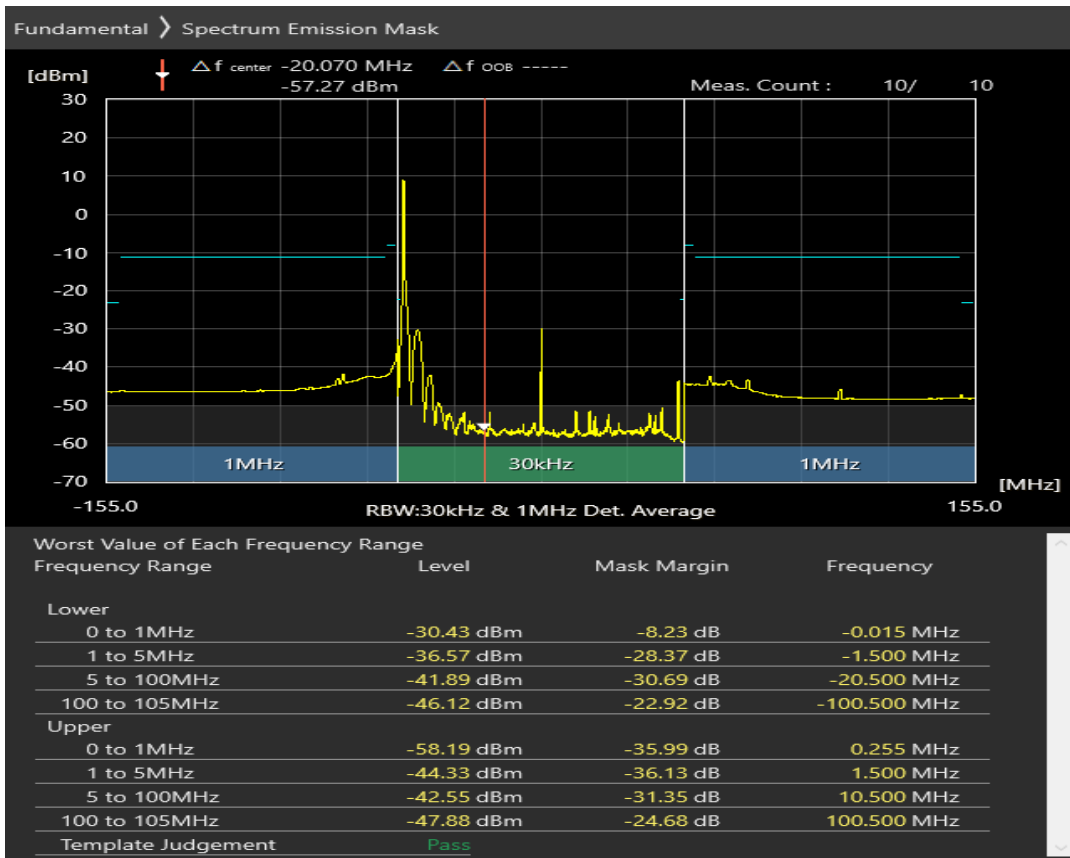 Fundamental ❯ Spectrum Emission Mask
[dBm] Δf center -20.070 MHz Δf OOB -----
-57.27 dBm Meas. Count : 10/ 10
30
20
10
0
-10
-20
-30
-40
-50
-60
1MHz 30kHz 1MHz
-70 [MHz]
-155.0 RBW:30kHz & 1MHz Det. Average 155.0
Worst Value of Each Frequency Range
Frequency Range Level Mask Margin Frequency
Lower
0 to 1MHz -30.43 dBm -8.23 dB -0.015 MHz
1 to 5MHz -36.57 dBm -28.37 dB -1.500 MHz
5 to 100MHz -41.89 dBm -30.69 dB -20.500 MHz
100 to 105MHz -46.12 dBm -22.92 dB -100.500 MHz
Upper
0 to 1MHz -58.19 dBm -35.99 dB 0.255 MHz
1 to 5MHz -44.33 dBm -36.13 dB 1.500 MHz
5 to 100MHz -42.55 dBm -31.35 dB 10.500 MHz
100 to 105MHz -47.88 dBm -24.68 dB 100.500 MHz
Template Judgement Pass